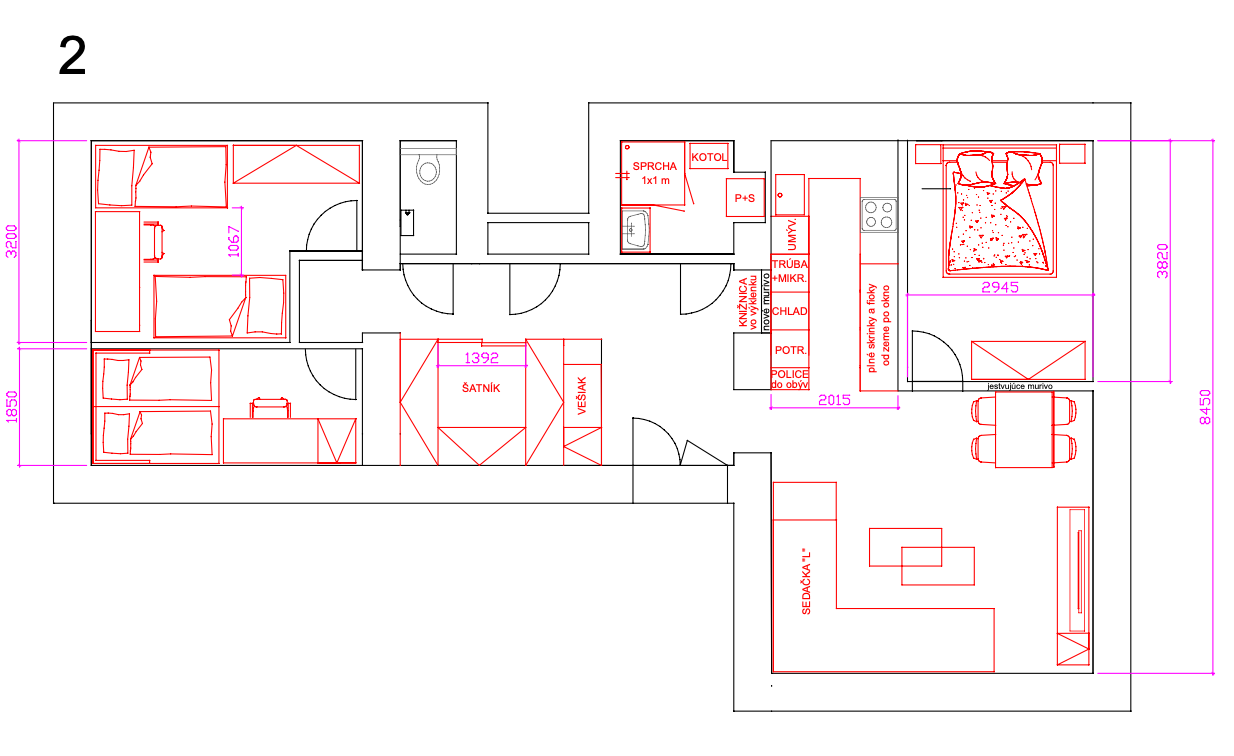 2
SPRCHA
1x1 m
KOTOL
P+S
UMÝV.
TRÚBA
+MIKR.
CHLAD
POTR.
POLICE
do obýv
KNIŽNICA
vo výklenku
nové murivo
plné skrinky a fioky
od zeme po okno
3200
1067
1850
1392
ŠATNÍK
VEŠIAK
2015
2945
3820
8450
jestvujúce murivo
SEDAČKA "L"